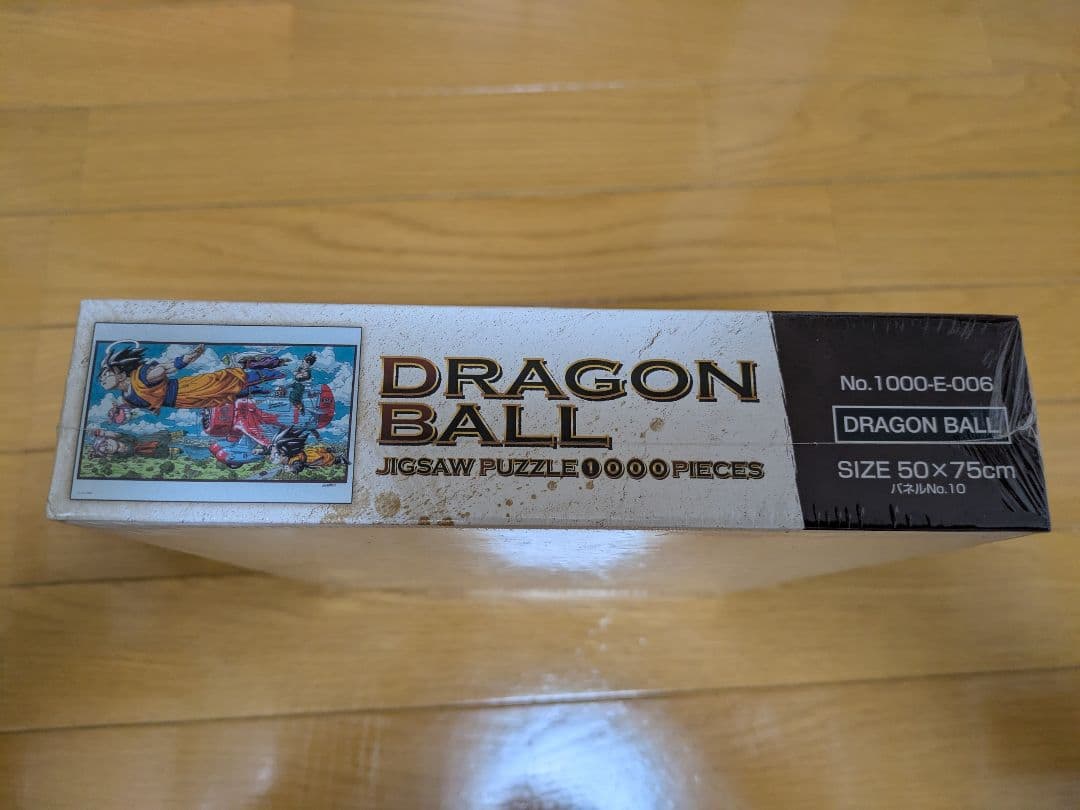 DRAGON
BALL
JIGSAW PUZZLE 1000 PIECES
No.1000-E-006
DRAGON BALL
SIZE 50×75cm
パネルNo.10